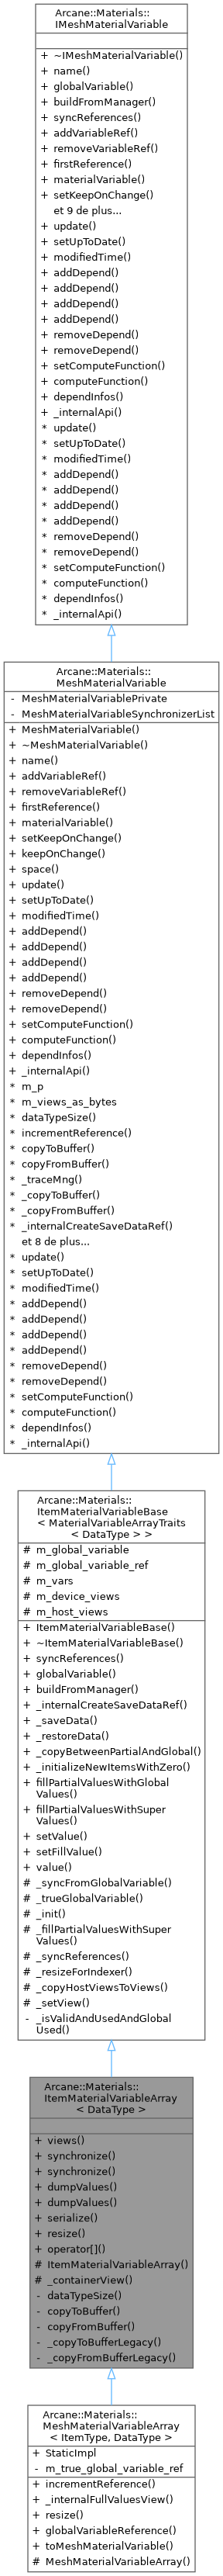 Arcane::Materials::
IMeshMaterialVariable
+ ~IMeshMaterialVariable()
+ name()
+ globalVariable()
+ buildFromManager()
+ syncReferences()
+ addVariableRef()
+ removeVariableRef()
+ firstReference()
+ materialVariable()
+ setKeepOnChange()
et 9 de plus...
+ update()
+ setUpToDate()
+ modifiedTime()
+ addDepend()
+ addDepend()
+ addDepend()
+ addDepend()
+ removeDepend()
+ removeDepend()
+ setComputeFunction()
+ computeFunction()
+ dependInfos()
+ _internalApi()
* update()
* setUpToDate()
* modifiedTime()
* addDepend()
* addDepend()
* addDepend()
* addDepend()
* removeDepend()
* removeDepend()
* setComputeFunction()
* computeFunction()
* dependInfos()
* _internalApi()
Arcane::Materials::
MeshMaterialVariable
- MeshMaterialVariablePrivate
- MeshMaterialVariableSynchronizerList
+ MeshMaterialVariable()
+ ~MeshMaterialVariable()
+ name()
+ addVariableRef()
+ removeVariableRef()
+ firstReference()
+ materialVariable()
+ setKeepOnChange()
+ keepOnChange()
+ space()
+ update()
+ setUpToDate()
+ modifiedTime()
+ addDepend()
+ addDepend()
+ addDepend()
+ addDepend()
+ removeDepend()
+ removeDepend()
+ setComputeFunction()
+ computeFunction()
+ dependInfos()
+ _internalApi()
* m_p
* m_views_as_bytes
* dataTypeSize()
* incrementReference()
* copyToBuffer()
* copyFromBuffer()
* _traceMng()
* _copyToBuffer()
* _copyFromBuffer()
* _internalCreateSaveDataRef()
et 8 de plus...
* update()
* setUpToDate()
* modifiedTime()
* addDepend()
* addDepend()
* addDepend()
* addDepend()
* removeDepend()
* removeDepend()
* setComputeFunction()
* computeFunction()
* dependInfos()
* _internalApi()
Arcane::Materials::
ItemMaterialVariableBase
< MaterialVariableArrayTraits
< DataType > >
# m_global_variable
# m_global_variable_ref
# m_vars
# m_device_views
# m_host_views
+ ItemMaterialVariableBase()
+ ~ItemMaterialVariableBase()
+ syncReferences()
+ globalVariable()
+ buildFromManager()
+ _internalCreateSaveDataRef()
+ _saveData()
+ _restoreData()
+ _copyBetweenPartialAndGlobal()
+ _initializeNewItemsWithZero()
+ fillPartialValuesWithGlobal
Values()
+ fillPartialValuesWithSuper
Values()
+ setValue()
+ setFillValue()
+ value()
# _syncFromGlobalVariable()
# _trueGlobalVariable()
# _init()
# _fillPartialValuesWithSuper
Values()
# _syncReferences()
# _resizeForIndexer()
# _copyHostViewsToViews()
# _setView()
- _isValidAndUsedAndGlobal
Used()
Arcane::Materials::
ItemMaterialVariableArray
< DataType >
+ views()
+ synchronize()
+ synchronize()
+ dumpValues()
+ dumpValues()
+ serialize()
+ resize()
+ operator[]()
# ItemMaterialVariableArray()
# _containerView()
- dataTypeSize()
- copyToBuffer()
- copyFromBuffer()
- _copyToBufferLegacy()
- _copyFromBufferLegacy()
Arcane::Materials::
MeshMaterialVariableArray
< ItemType, DataType >
+ StaticImpl
- m_true_global_variable_ref
+ incrementReference()
+ _internalFullValuesView()
+ resize()
+ globalVariableReference()
+ toMeshMaterialVariable()
# MeshMaterialVariableArray()